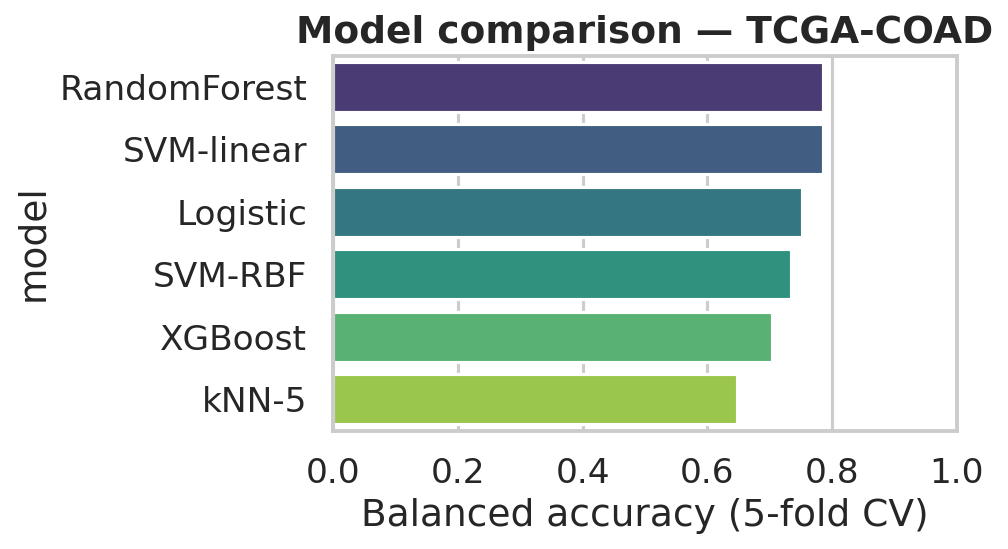 Model comparison — TCGA-COAD
RandomForest
SVM-linear
Logistic
SVM-RBF
XGBoost
kNN-5
model
0.0 0.2 0.4 0.6 0.8 1.0
Balanced accuracy (5-fold CV)